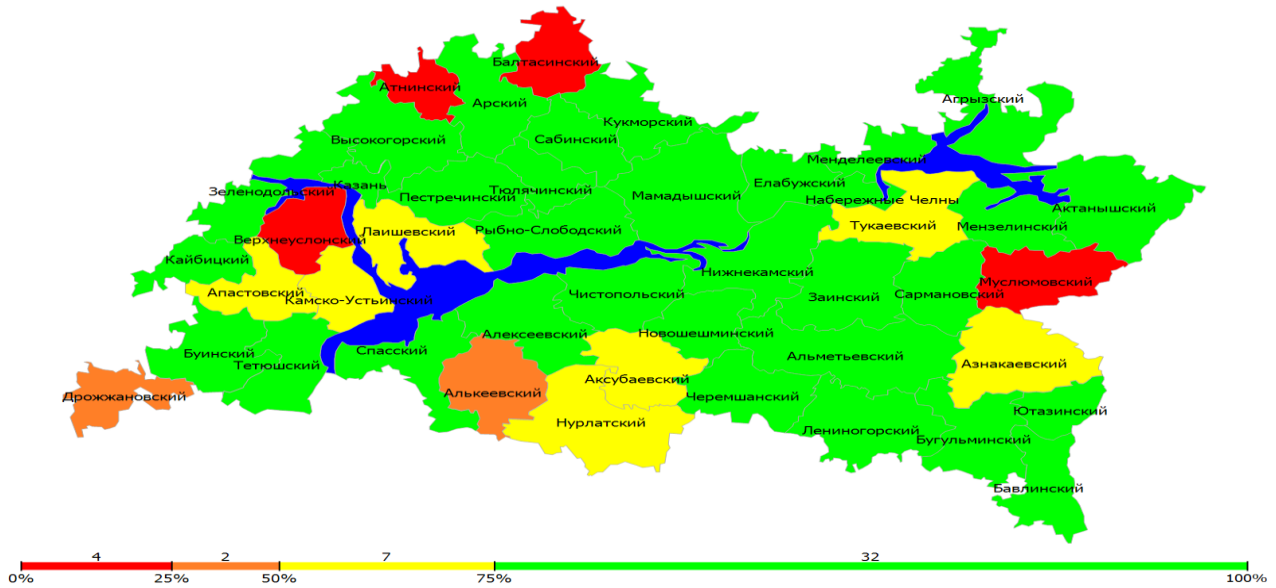 Балтасинский
Атнинский
Арский
Агрызский
Кукморский
Высокогорский
Сабинский
Менделеевский
Казань
Елабужский
Зеленодольский
Тюлячинский
Пестречинский
Мамадышский
Набережные Челны
Актанышский
Тукаевский
Мензелинский
Рыбно-Слободский
Лаишевский
Верхнеуслонский
Кайбицкий
Нижнекамский
Муслюмовский
Апастовский
Камско-Устьинский
Чистопольский
Заинский
Сармановский
Новошешминский
Алексеевский
Спасский
Буинский
Альметьевский
Тетюшский
Азнакаевский
Аксубаевский
Дрожжановский
Алькеевский
Черемшанский
Ютазинский
Нурлатский
Лениногорский
Бугульминский
Бавлинский
4 2 7 32
0% 25% 50% 75% 100%